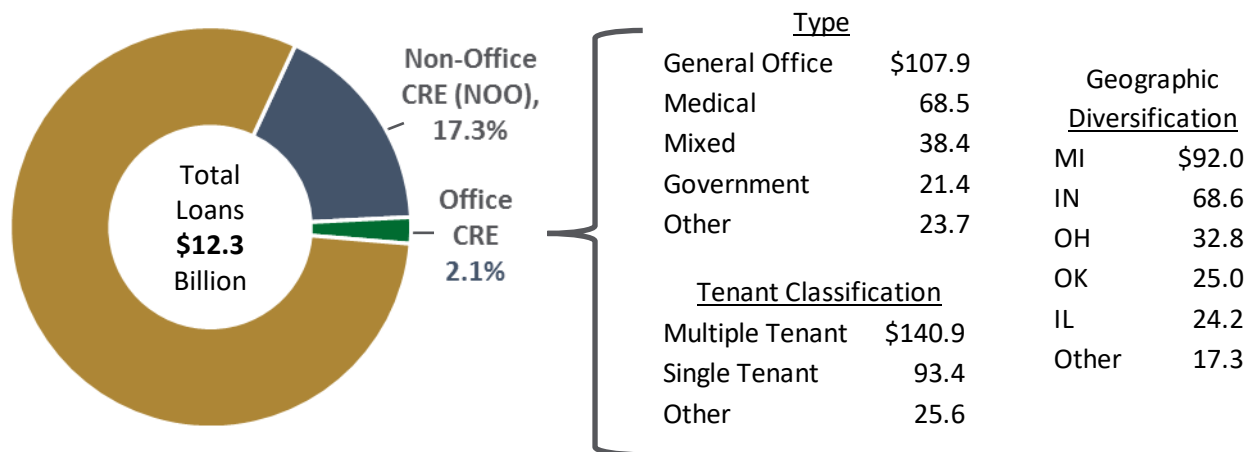 Non-Office
CRE (NOO),
17.3%
Office
CRE
2.1%
Total
Loans
$12.3
Billion
Type
General Office $107.9
Medical 68.5
Mixed 38.4
Government 21.4
Other 23.7
Tenant Classification
Multiple Tenant $140.9
Single Tenant 93.4
Other 25.6
Geographic
Diversification
MI $92.0
IN 68.6
OH 32.8
OK 25.0
IL 24.2
Other 17.3